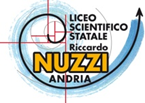 LICEO
SCIENTIFICO
STATALE
Riccardo
NUZZI
ANDRIA